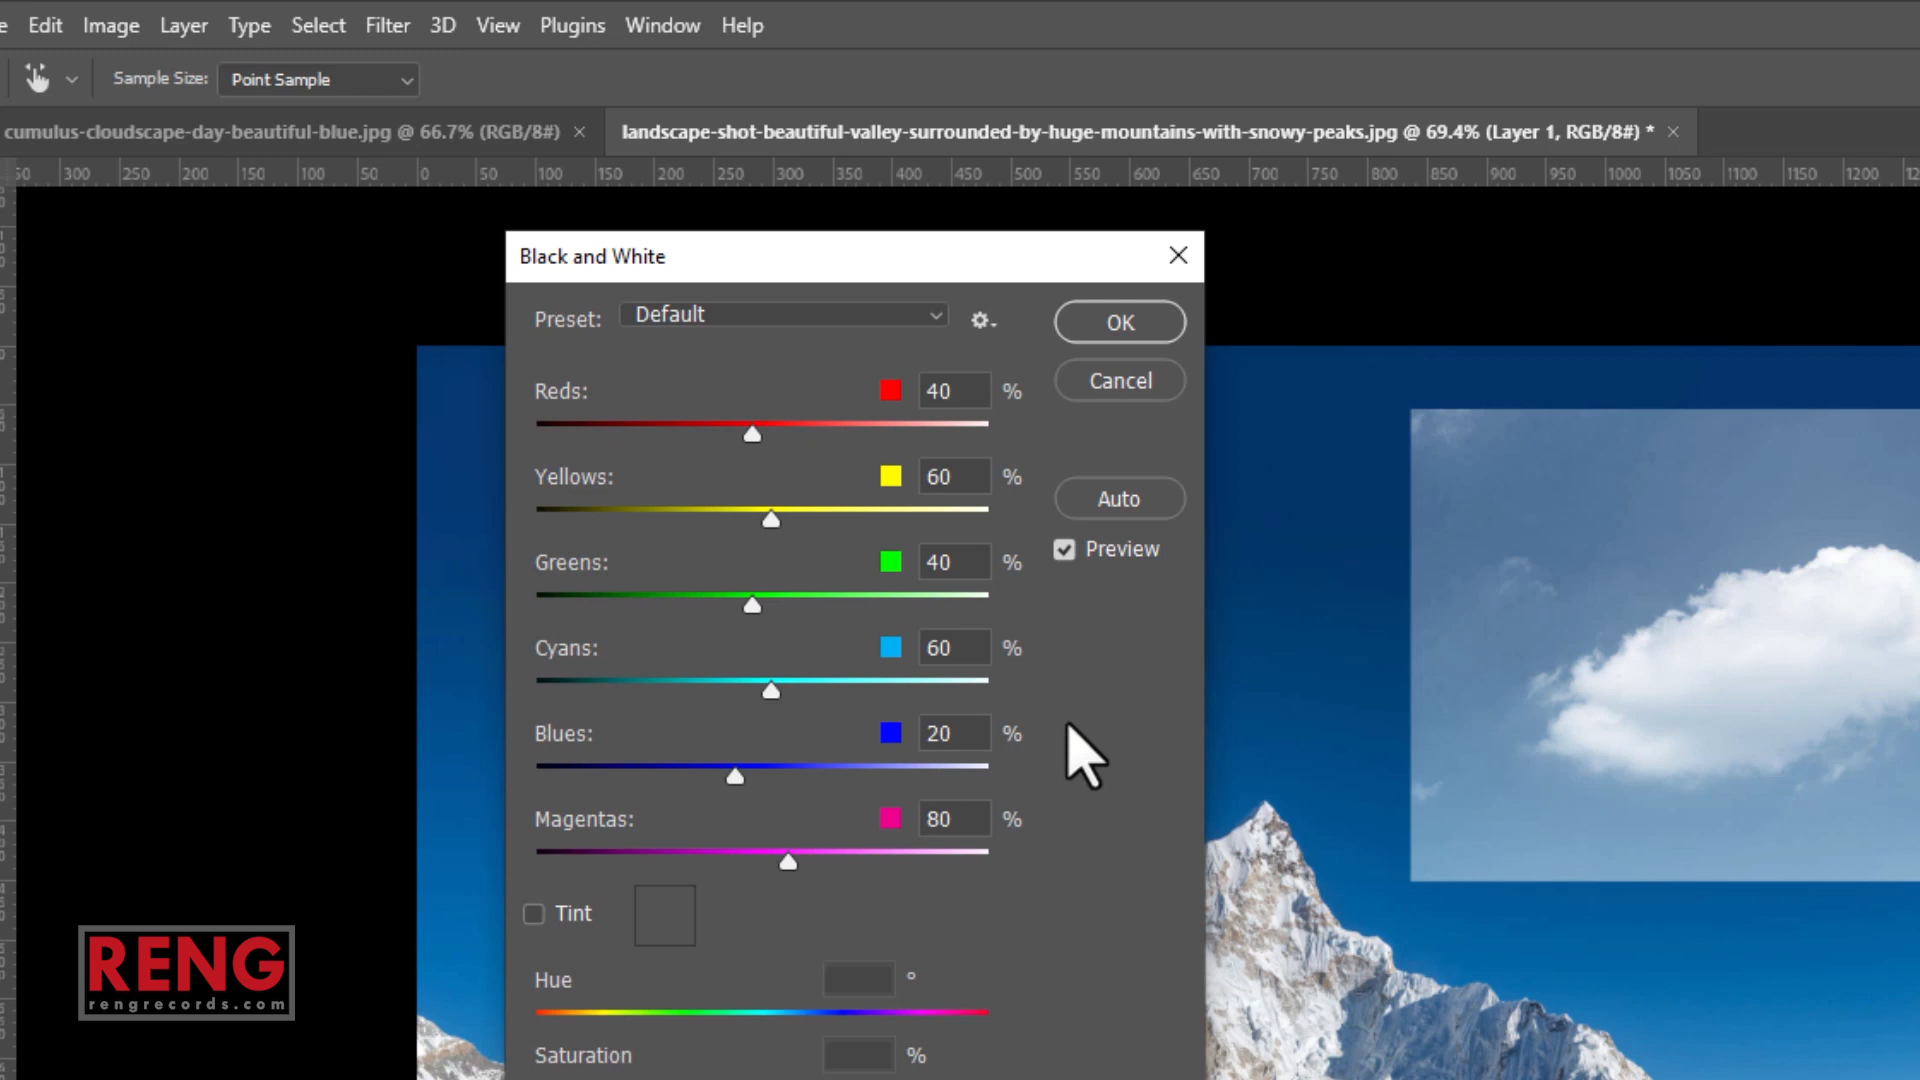 Edit Image Layer Type Select Filter 3D View Plugins Window Help
Sample Size: Point Sample
cumulus-cloudscape-day-beautiful-blue.jpg @ 66.7% (RGB/8#) × landscape-shot-beautiful-valley-surrounded-by-huge-mountains-with-snowy-peaks.jpg @ 69.4% (Layer 1, RGB/8#) * ×
300 250 200 150 100 50 0 50 100 150 200 250 300 350 400 450 500 550 600 650 700 750 800 850 900 950 1000 1050 1100 1150 1200
Black and White
Preset: Default
OK
Cancel
Reds: 40 %
Yellows: 60 %
Auto
Preview
Greens: 40 %
Cyans: 60 %
Blues: 20 %
Magentas: 80 %
Tint
Hue °
Saturation %
RENG
rengrecords.com